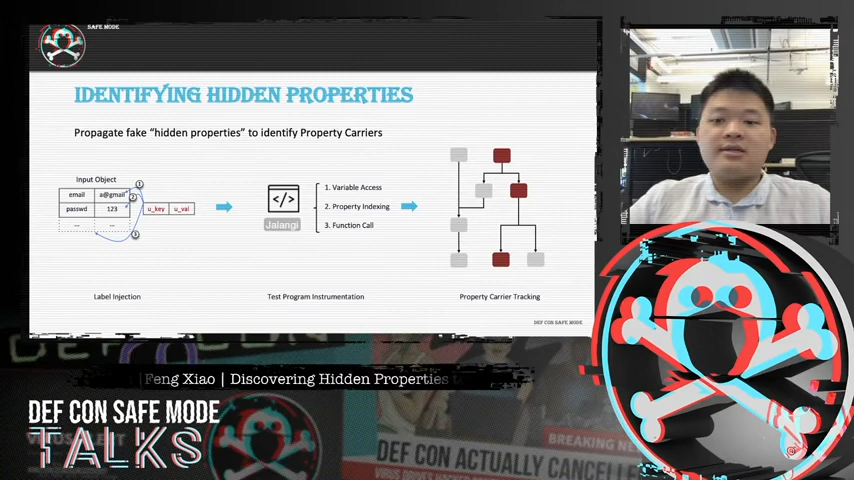 SAFE MODE
IDENTIFYING HIDDEN PROPERTIES
Propagate fake “hidden properties” to identify Property Carriers
Input Object
email a@gmail
passwd 123
... ...
1
2
3
u_key u_val
</>
Jalangi
1. Variable Access
2. Property Indexing
3. Function Call
Label Injection
Test Program Instrumentation
Property Carrier Tracking
DEF CON SAFE MODE
Feng Xiao | Discovering Hidden Properties
DEF CON SAFE MODE
TALKS
BREAKING NE
DEF CON ACTUALLY CANCELLE